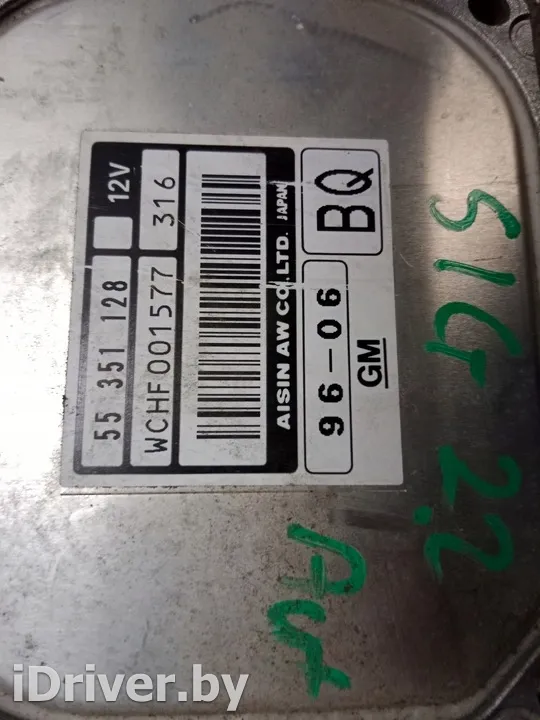 55 351 128 12V
WCHF001577 316
AISIN AW CO.,LTD. JAPAN
96-06 BQ
GM
SIG 2.2
Aut
iDriver.by